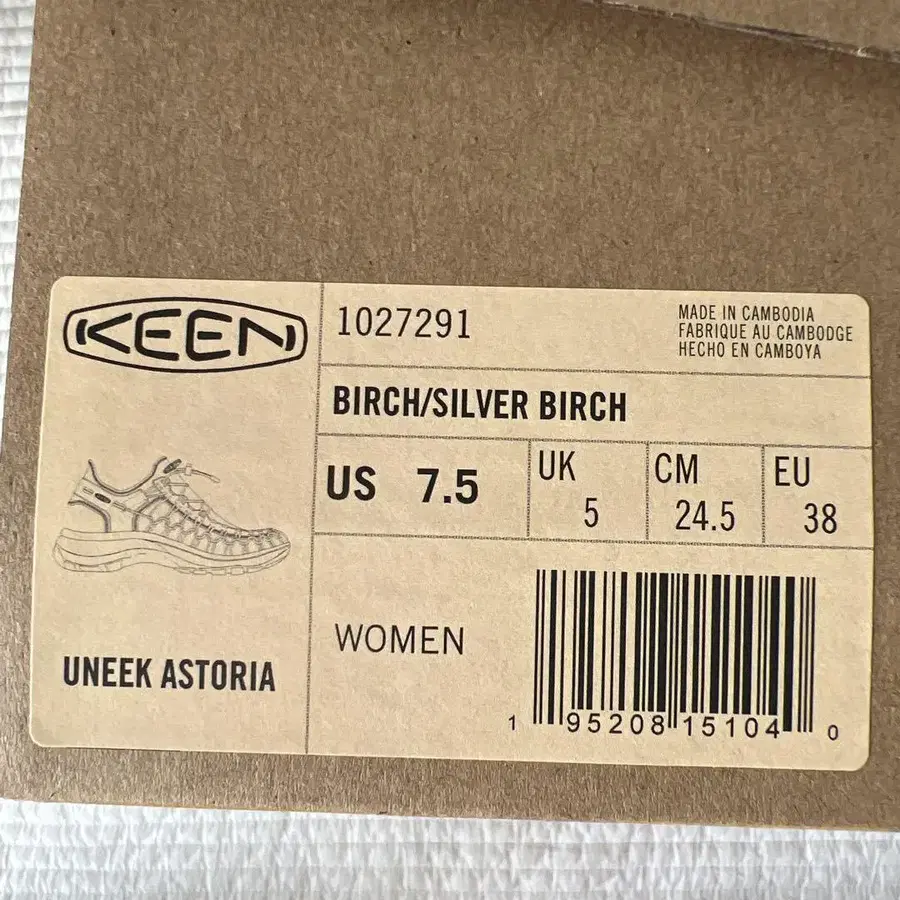 KEEN
1027291
MADE IN CAMBODIA
FABRIQUE AU CAMBODGE
HECHO EN CAMBOYA
BIRCH/SILVER BIRCH
US 7.5
UK 5
CM 24.5
EU 38
WOMEN
UNEEK ASTORIA
1 95208 15104 0